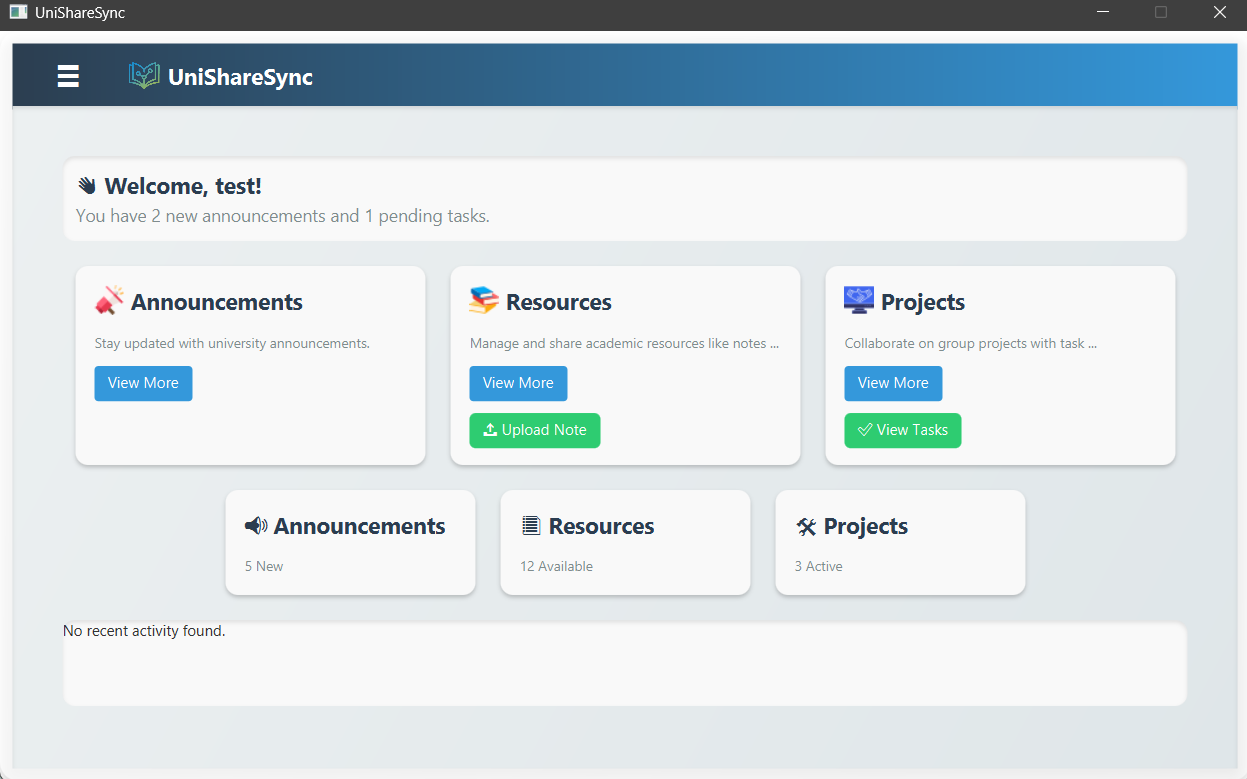 UniShareSync
UniShareSync
Welcome, test!
You have 2 new announcements and 1 pending tasks.
Announcements
Stay updated with university announcements.
View More
Resources
Manage and share academic resources like notes ...
View More
Upload Note
Projects
Collaborate on group projects with task ...
View More
View Tasks
Announcements
5 New
Resources
12 Available
Projects
3 Active
No recent activity found.